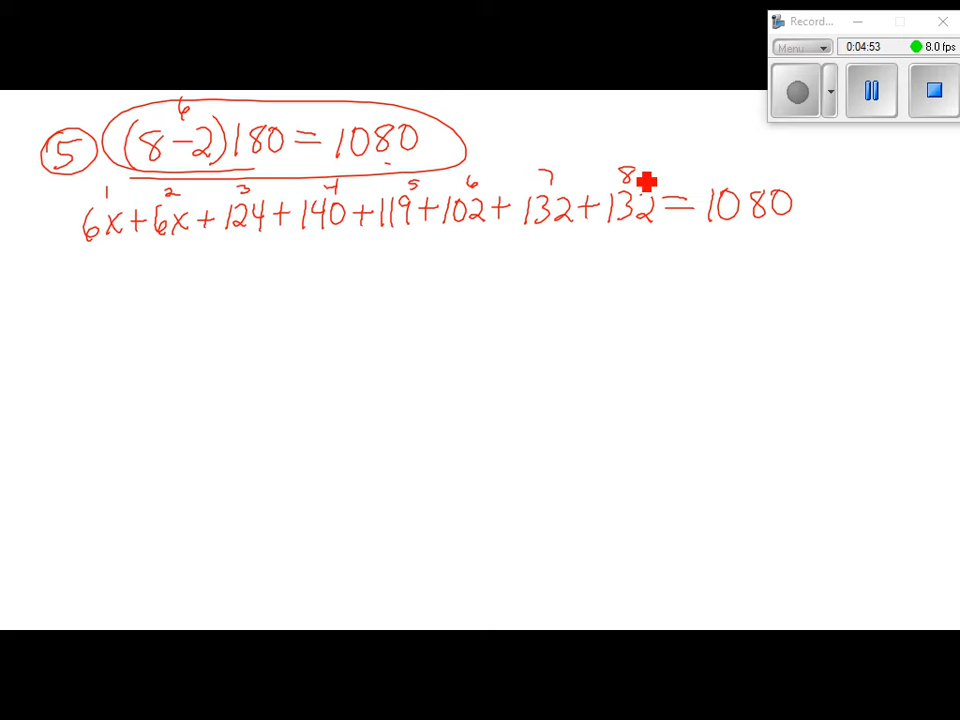 Record...
Menu
0:04:53
8.0 fps
6
5 (8-2)180=1080
1 2 3 4 5 6 7 8
6x+6x+124+140+119+102+132+132=1080